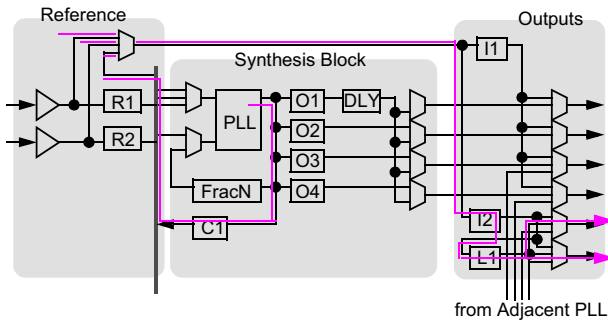 Reference
Outputs
Synthesis Block
I1
R1
PLL
O1
DLY
R2
O2
O3
FracN
O4
C1
I2
L1
from Adjacent PLL